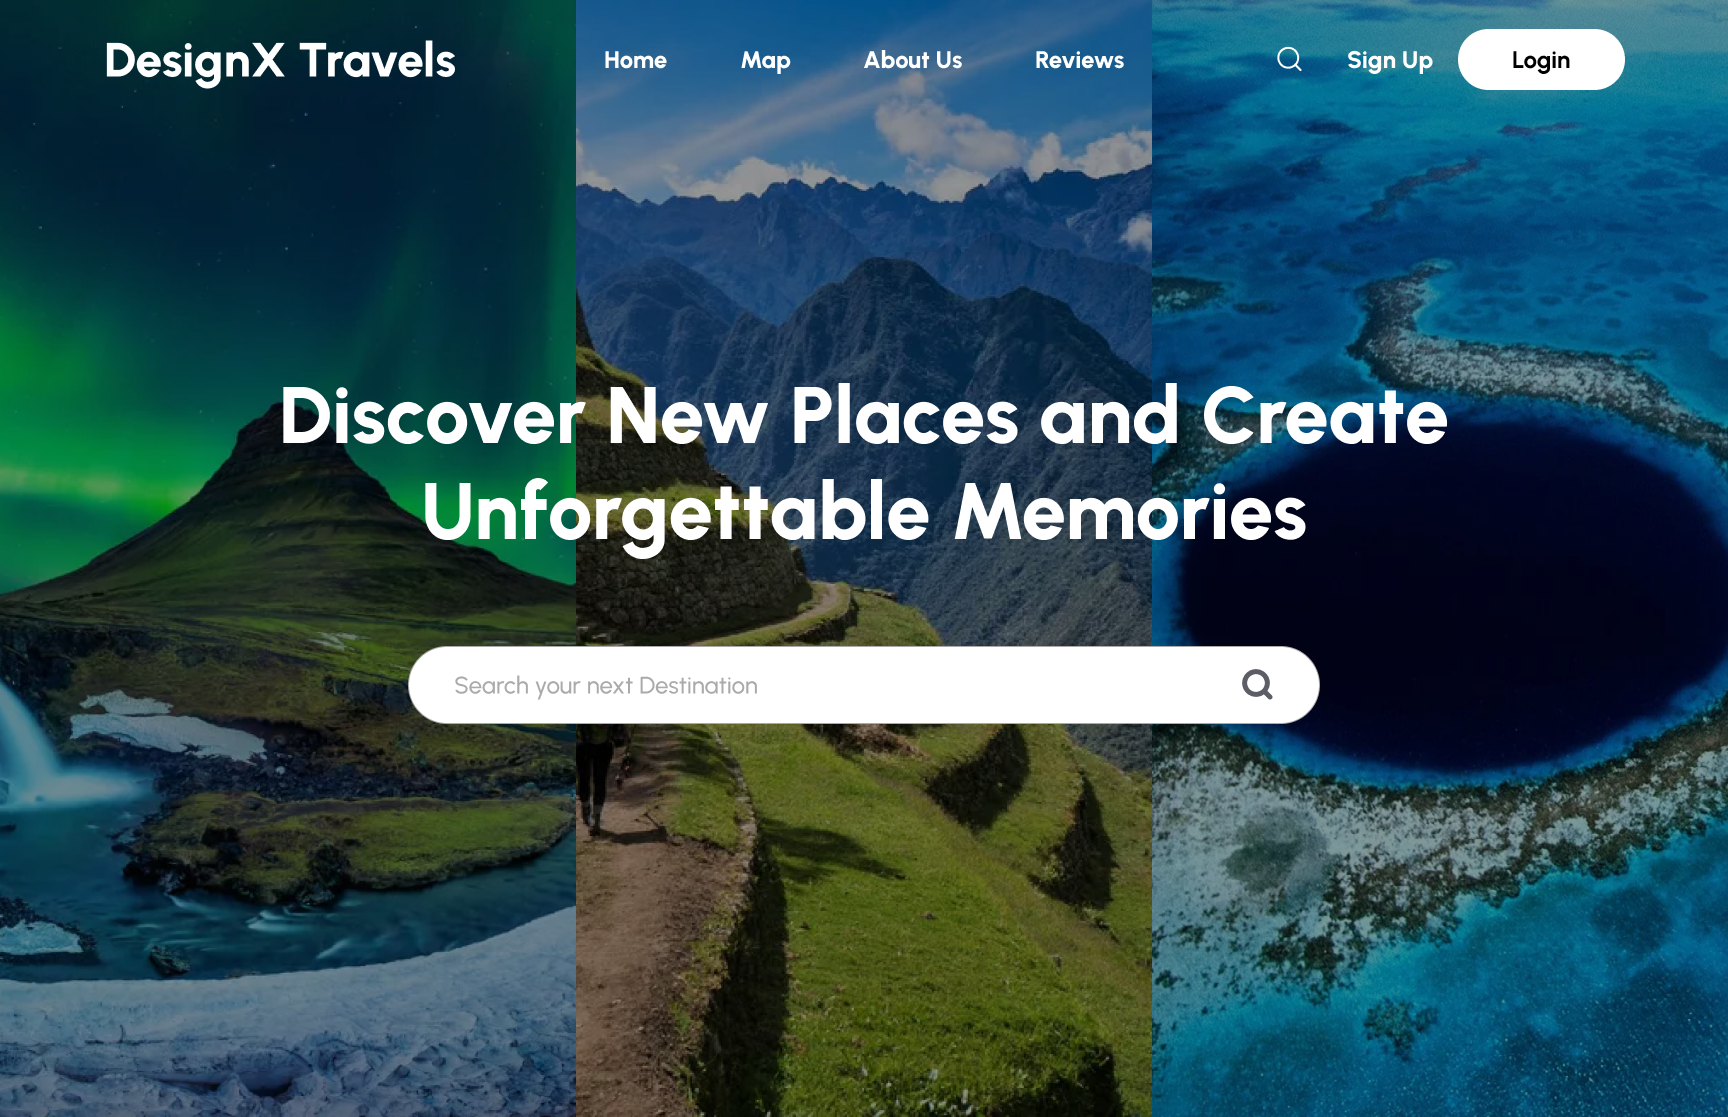 DesignX Travels
Home
Map
About Us
Reviews
Sign Up
Login
Discover New Places and Create
Unforgettable Memories
Search your next Destination